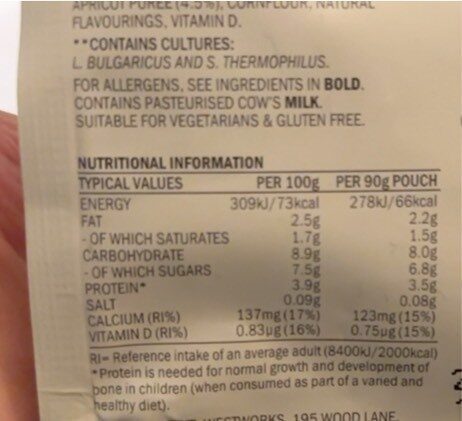 APRICOT PUREE (4.5%), CORNFLOUR, NATURAL
FLAVOURINGS, VITAMIN D.
**CONTAINS CULTURES:
L. BULGARICUS AND S. THERMOPHILUS.
FOR ALLERGENS, SEE INGREDIENTS IN BOLD.
CONTAINS PASTEURISED COW'S MILK.
SUITABLE FOR VEGETARIANS & GLUTEN FREE.
NUTRITIONAL INFORMATION
TYPICAL VALUES PER 100g PER 90g POUCH
ENERGY 309kJ/73kcal 278kJ/66kcal
FAT 2.5g 2.2g
- OF WHICH SATURATES 1.7g 1.5g
CARBOHYDRATE 8.9g 8.0g
- OF WHICH SUGARS 7.5g 6.8g
PROTEIN* 3.9g 3.5g
SALT 0.09g 0.08g
CALCIUM (RI%) 137mg (17%) 123mg (15%)
VITAMIN D (RI%) 0.83µg (16%) 0.75µg (15%)
RI= Reference intake of an average adult (8400kJ/2000kcal)
*Protein is needed for normal growth and development of
bone in children (when consumed as part of a varied and
healthy diet).
195 WOOD LANE,